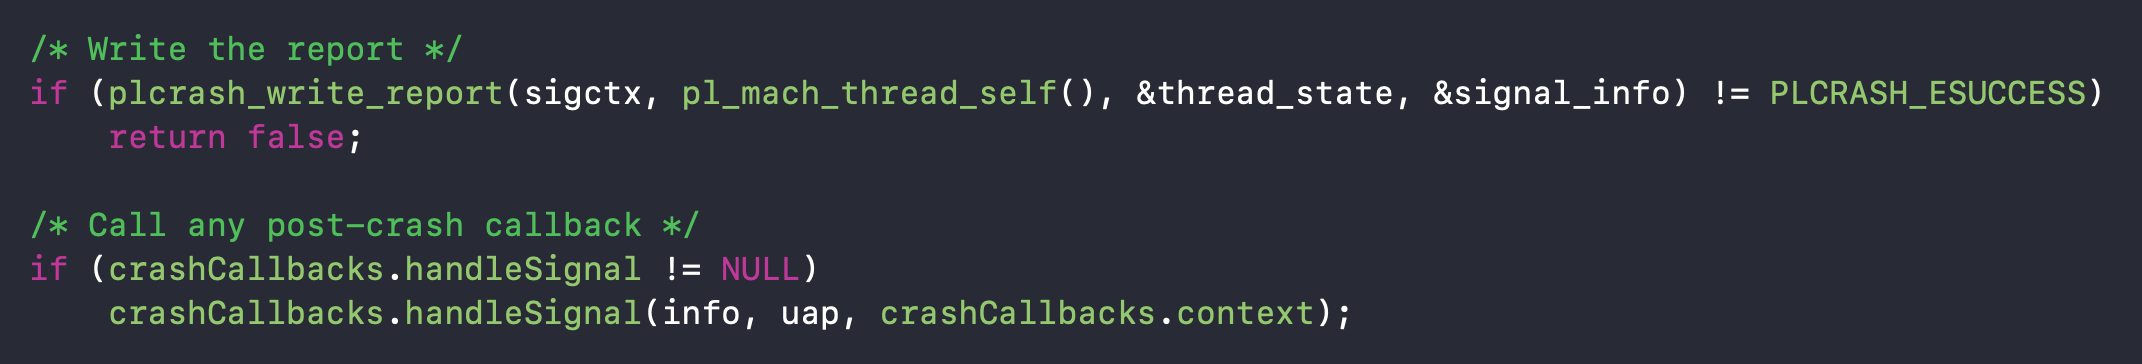 /* Write the report */
if (plcrash_write_report(sigctx, pl_mach_thread_self(), &thread_state, &signal_info) != PLCRASH_ESUCCESS)
    return false;

/* Call any post-crash callback */
if (crashCallbacks.handleSignal != NULL)
    crashCallbacks.handleSignal(info, uap, crashCallbacks.context);